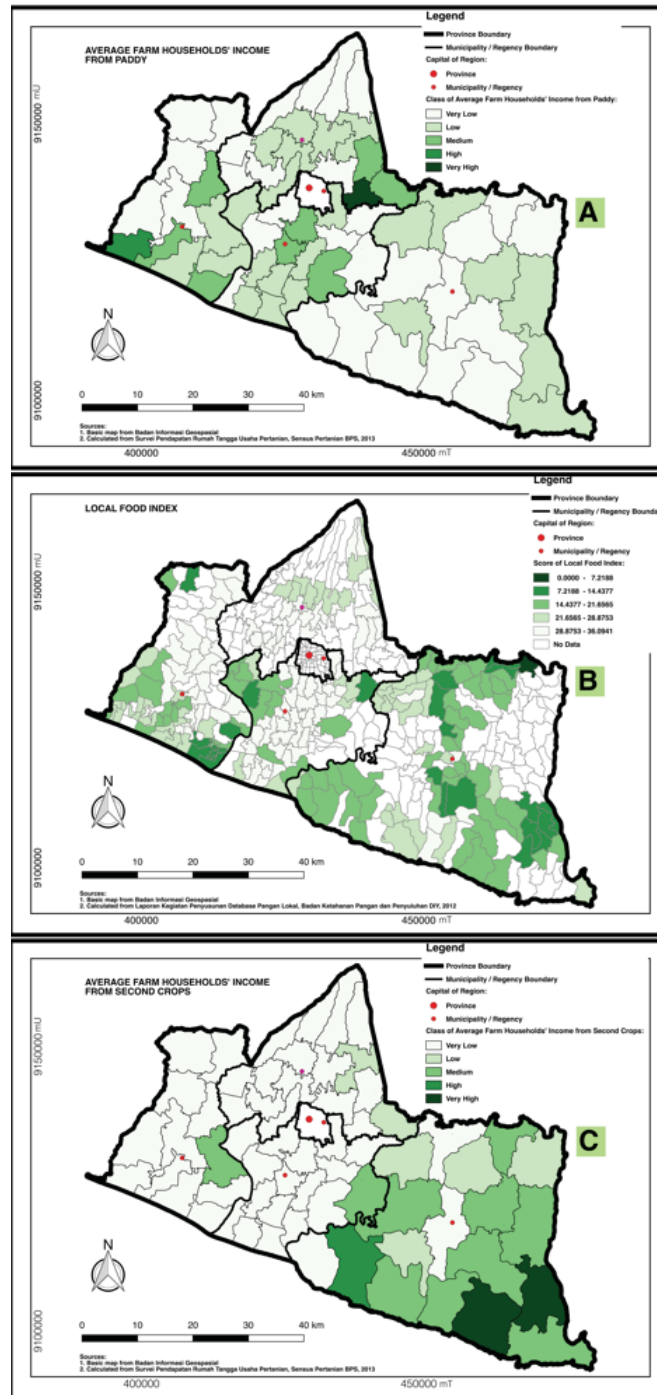 Legend
Province Boundary
Municipality / Regency Boundary
Capital of Region:
Province
Municipality / Regency
Class of Average Farm Households' Income from Paddy:
Very Low
Low
Medium
High
Very High
AVERAGE FARM HOUSEHOLDS' INCOME
FROM PADDY
9150000 mU
A
N
9100000
0 10 20 30 40 km
Sources:
1. Basic map from Badan Informasi Geospasial
2. Calculated from Survei Pendapatan Rumah Tangga Usaha Pertanian, Sensus Pertanian BPS, 2013
400000 450000 mT
Legend
Province Boundary
Municipality / Regency Bounda
Capital of Region:
Province
Municipality / Regency
Score of Local Food Index:
0.0000 - 7.2188
7.2188 - 14.4377
14.4377 - 21.6565
21.6565 - 28.8753
28.8753 - 36.0941
No Data
LOCAL FOOD INDEX
9150000 mU
B
N
9100000
0 10 20 30 40 km
Sources:
1. Basic map from Badan Informasi Geospasial
2. Calculated from Laporan Kegiatan Penyusunan Database Pangan Lokal, Badan Ketahanan Pangan dan Penyuluhan DIY, 2012
400000 450000 mT
Legend
Province Boundary
Municipality / Regency Boundary
Capital of Region:
Province
Municipality / Regency
Class of Average Farm Households' Income from Second Crops:
Very Low
Low
Medium
High
Very High
AVERAGE FARM HOUSEHOLDS' INCOME
FROM SECOND CROPS
9150000 mU
C
N
9100000
0 10 20 30 40 km
Sources:
1. Basic map from Badan Informasi Geospasial
2. Calculated from Survei Pendapatan Rumah Tangga Usaha Pertanian, Sensus Pertanian BPS, 2013
400000 450000 mT